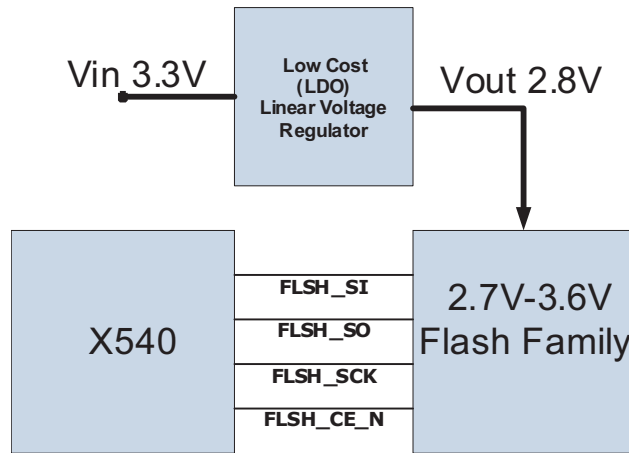 Vin 3.3V
Low Cost
(LDO)
Linear Voltage
Regulator
Vout 2.8V
X540
FLSH_SI
FLSH_SO
FLSH_SCK
FLSH_CE_N
2.7V-3.6V
Flash Family